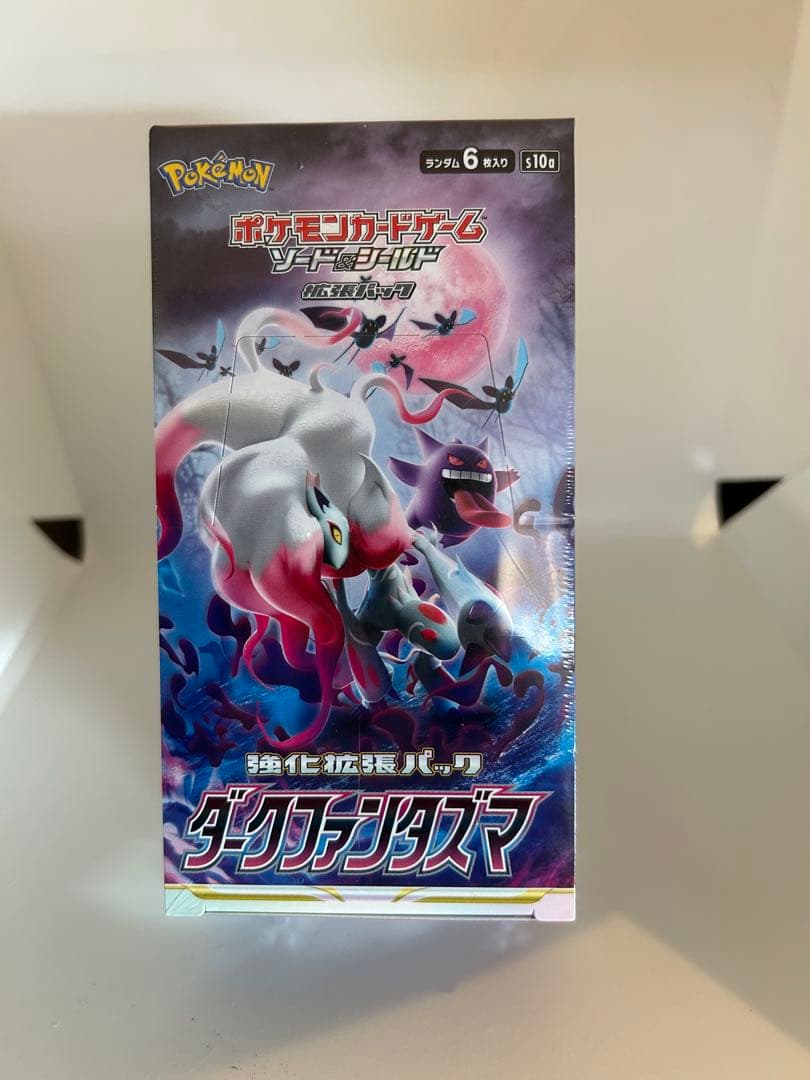 POKéMON
ランダム6枚入り s10a
ポケモンカードゲーム
ソード&シールド
拡張パック
強化拡張パック
ダークファンタズマ